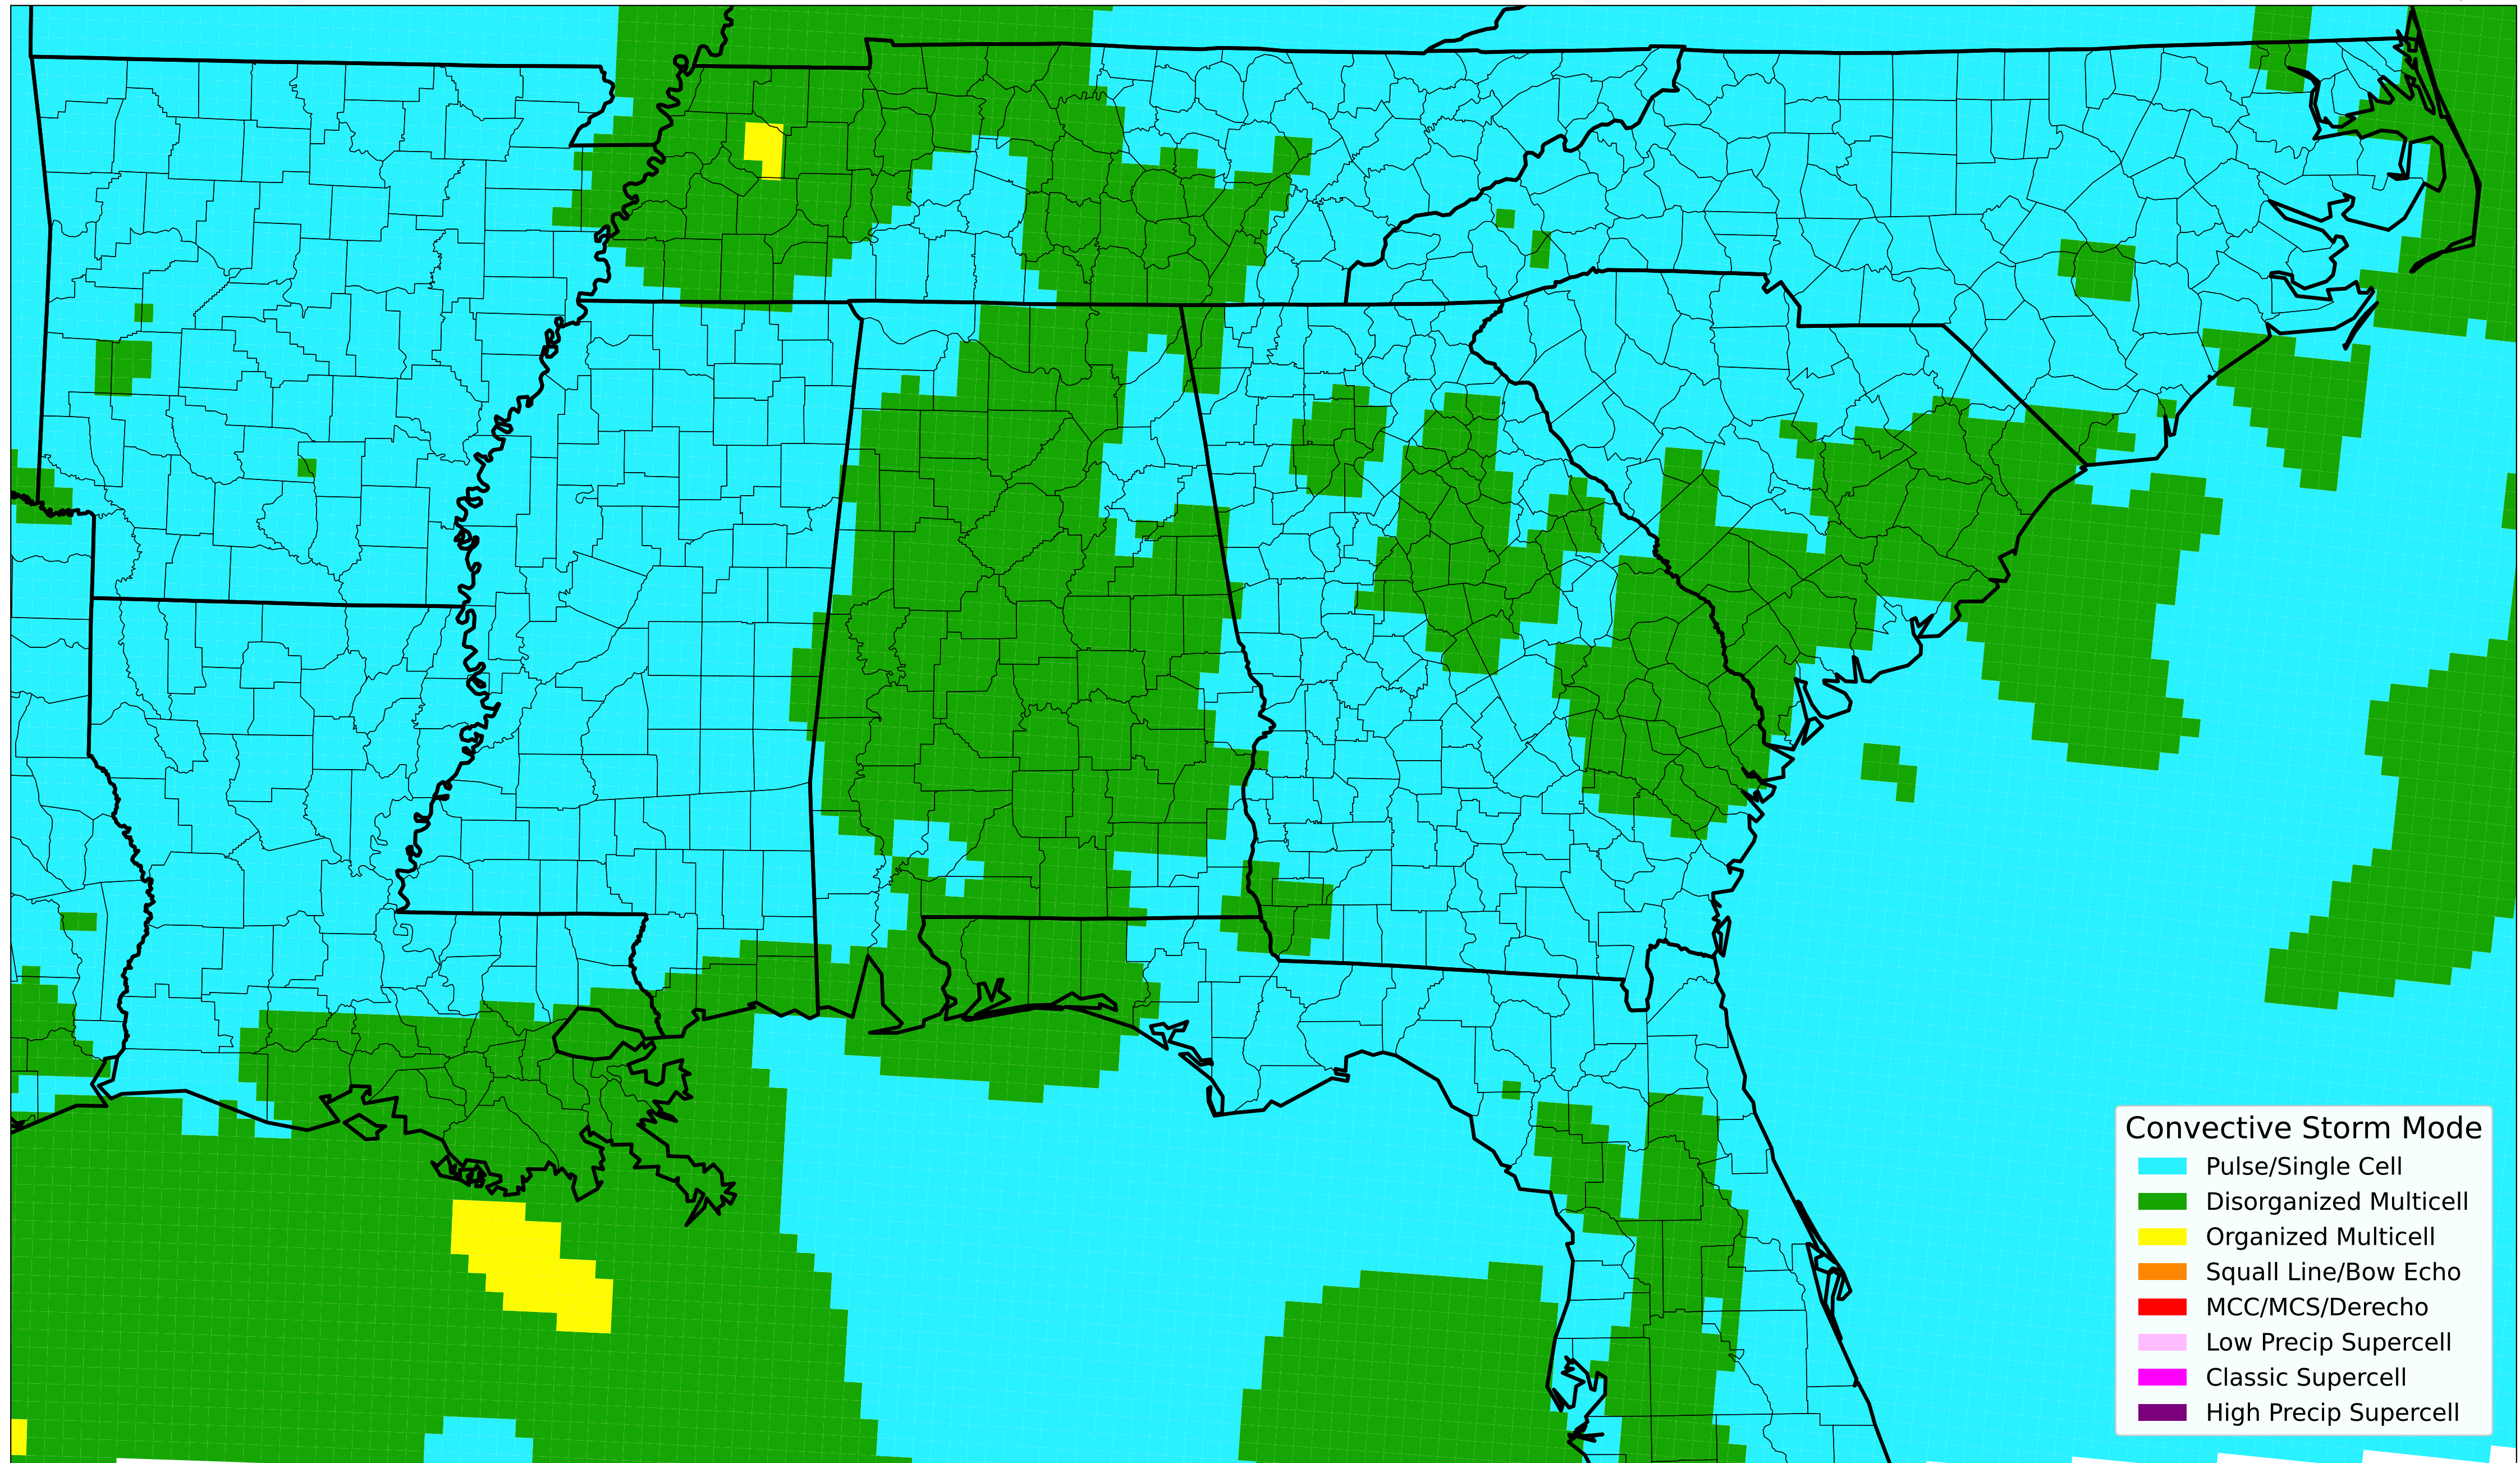 Convective Storm Mode
Pulse/Single Cell
Disorganized Multicell
Organized Multicell
Squall Line/Bow Echo
MCC/MCS/Derecho
Low Precip Supercell
Classic Supercell
High Precip Supercell